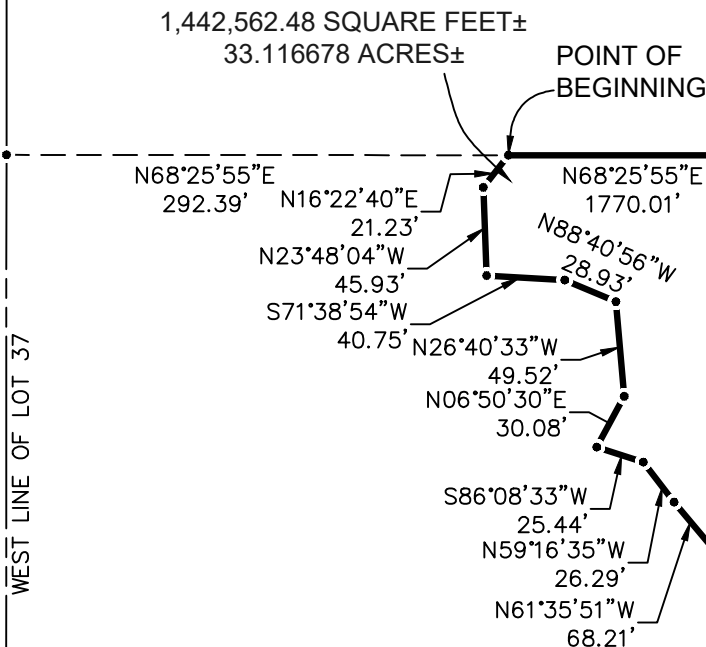 1,442,562.48 SQUARE FEET±
33.116678 ACRES±
POINT OF
BEGINNING
N68°25'55"E
292.39'
N68°25'55"E
1770.01'
N16°22'40"E
21.23'
N23°48'04"W
45.93'
N88°40'56"W
28.93'
S71°38'54"W
40.75'
N26°40'33"W
49.52'
N06°50'30"E
30.08'
S86°08'33"W
25.44'
N59°16'35"W
26.29'
N61°35'51"W
68.21'
WEST LINE OF LOT 37